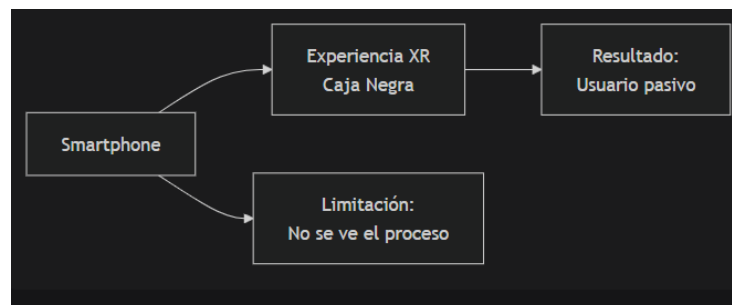 Experiencia XR
Caja Negra
Resultado:
Usuario pasivo
Smartphone
Limitación:
No se ve el proceso